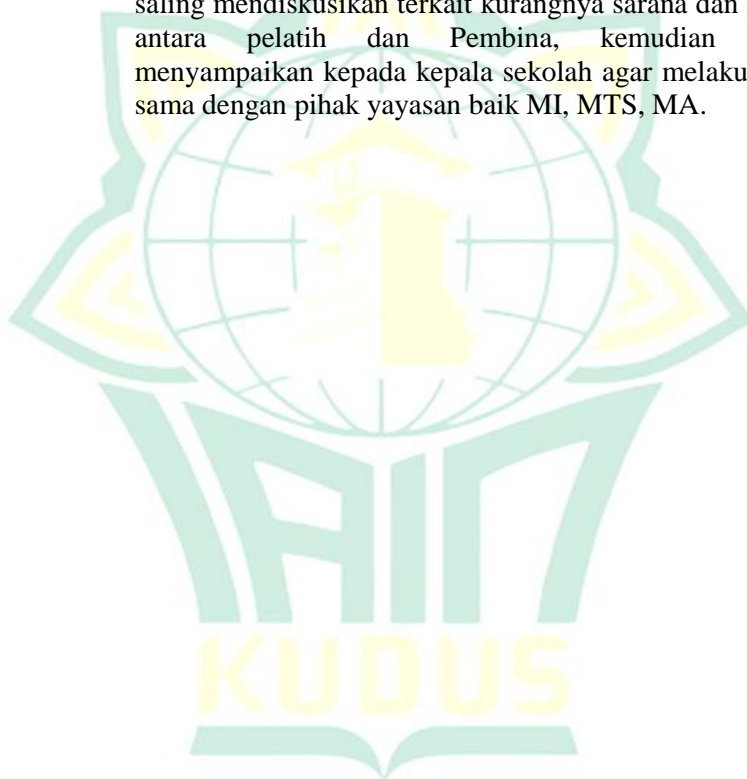 saling mendiskusikan terkait kurangnya sarana dan
antara pelatih dan Pembina, kemudian
menyampaikan kepada kepala sekolah agar
sama dengan pihak yayasan baik MI, MTS, MA.
IAIN
KUDUS